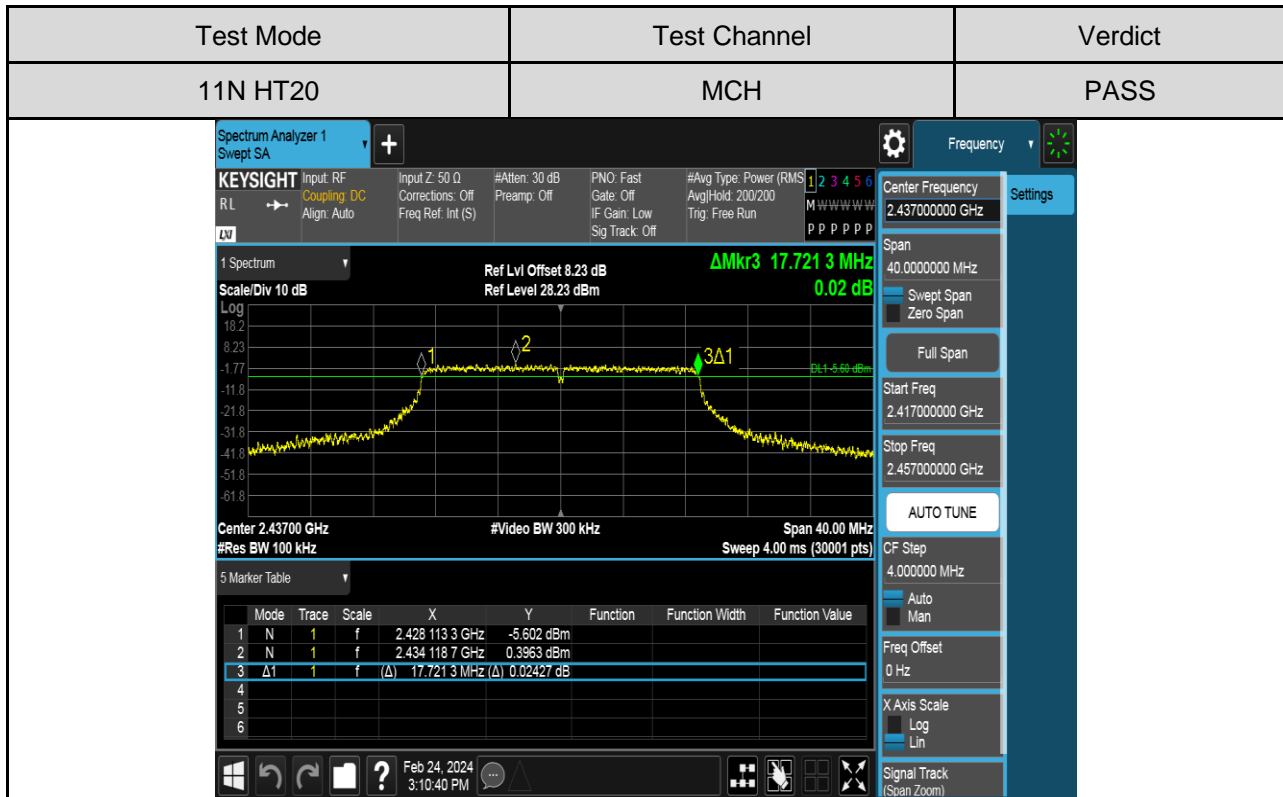 Test Mode Test Channel Verdict
11N HT20 MCH PASS
Spectrum Analyzer 1
Swept SA
+
Frequency
KEYSIGHT
RL
LXI
Input: RF
Coupling: DC
Align: Auto
Input Z: 50 Ω
Corrections: Off
Freq Ref: Int (S)
#Atten: 30 dB
Preamp: Off
PNO: Fast
Gate: Off
IF Gain: Low
Sig Track: Off
#Avg Type: Power (RMS
Avg|Hold: 200/200
Trig: Free Run
1 2 3 4 5 6
M W W W W W
P P P P P P
1 Spectrum
Scale/Div 10 dB
Ref Lvl Offset 8.23 dB
Ref Level 28.23 dBm
ΔMkr3 17.721 3 MHz
0.02 dB
Log
18.2
8.23
-1.77
-11.8
-21.8
-31.8
-41.8
-51.8
-61.8
1
2
3Δ1
DL1 -5.60 dBm
Center 2.43700 GHz #Video BW 300 kHz Span 40.00 MHz
#Res BW 100 kHz Sweep 4.00 ms (30001 pts)
5 Marker Table
Mode Trace Scale X Y Function Function Width Function Value
1 N 1 f 2.428 113 3 GHz -5.602 dBm
2 N 1 f 2.434 118 7 GHz 0.3963 dBm
3 Δ1 1 f (Δ) 17.721 3 MHz (Δ) 0.02427 dB
4
5
6
?
Feb 24, 2024
3:10:40 PM
Center Frequency
2.437000000 GHz
Settings
Span
40.0000000 MHz
Swept Span
Zero Span
Full Span
Start Freq
2.417000000 GHz
Stop Freq
2.457000000 GHz
AUTO TUNE
CF Step
4.000000 MHz
Auto
Man
Freq Offset
0 Hz
X Axis Scale
Log
Lin
Signal Track
(Span Zoom)